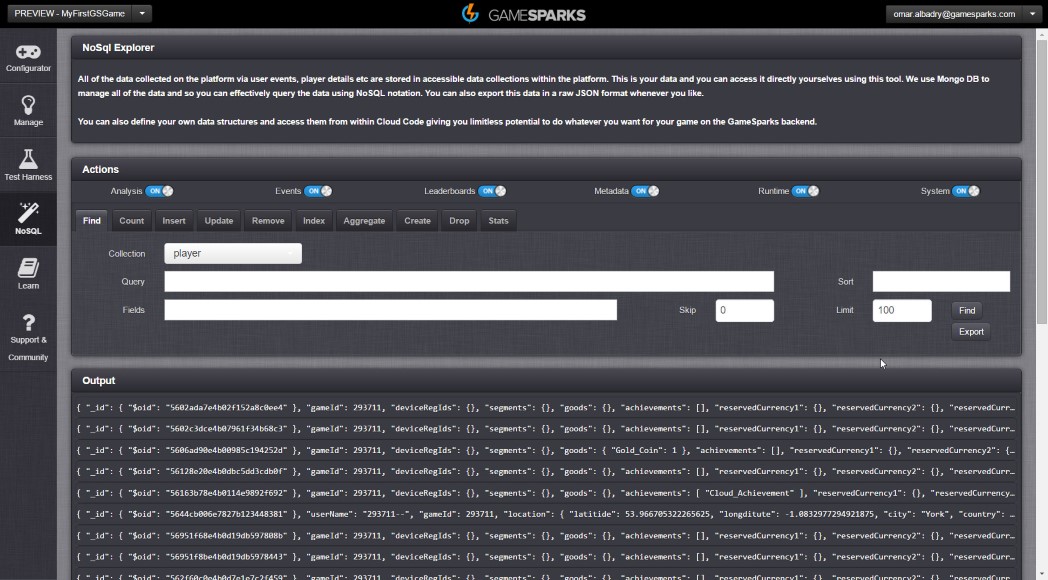 PREVIEW - MyFirstGSGame
GAMESPARKS
omar.albadry@gamesparks.com
Configurator
Manage
Test Harness
NoSQL
Learn
Support &
Community
NoSql Explorer
All of the data collected on the platform via user events, player details etc are stored in accessible data collections within the platform. This is your data and you can access it directly yourselves using this tool. We use Mongo DB to
manage all of the data and so you can effectively query the data using NoSQL notation. You can also export this data in a raw JSON format whenever you like.
You can also define your own data structures and access them from within Cloud Code giving you limitless potential to do whatever you want for your game on the GameSparks backend.
Actions
Analysis ON Events ON Leaderboards ON Metadata ON Runtime ON System ON
Find Count Insert Update Remove Index Aggregate Create Drop Stats
Collection player
Query Sort
Fields Skip 0 Limit 100 Find
Export
Output
{ "_id": { "$oid": "5602ada7e4b02f152a8c0ee4" }, "gameId": 293711, "deviceRegIds": {}, "segments": {}, "goods": {}, "achievements": [], "reservedCurrency1": {}, "reservedCurrency2": {}, "reservedCurr…
{ "_id": { "$oid": "5602c3dce4b07961f34b68c3" }, "gameId": 293711, "deviceRegIds": {}, "segments": {}, "goods": {}, "achievements": [], "reservedCurrency1": {}, "reservedCurrency2": {}, "reservedCurr…
{ "_id": { "$oid": "5606ad90e4b00985c194252d" }, "gameId": 293711, "deviceRegIds": {}, "segments": {}, "goods": { "Gold_Coin": 1 }, "achievements": [], "reservedCurrency1": {}, "reservedCurrency2": {…
{ "_id": { "$oid": "56128e20e4b0dbc5dd3cdb0f" }, "gameId": 293711, "deviceRegIds": {}, "segments": {}, "goods": {}, "achievements": [], "reservedCurrency1": {}, "reservedCurrency2": {}, "reservedCurr…
{ "_id": { "$oid": "56163b78e4b0114e9892f692" }, "gameId": 293711, "deviceRegIds": {}, "segments": {}, "goods": {}, "achievements": [ "Cloud_Achievement" ], "reservedCurrency1": {}, "reservedCurrency…
{ "_id": { "$oid": "5644cb006e7827b123448381" }, "userName": "293711--", "gameId": 293711, "location": { "latitide": 53.966705322265625, "longditute": -1.0832977294921875, "city": "York", "country": …
{ "_id": { "$oid": "56951f68e4b0d19db597808b" }, "gameId": 293711, "deviceRegIds": {}, "segments": {}, "goods": {}, "achievements": [], "reservedCurrency1": {}, "reservedCurrency2": {}, "reservedCurr…
{ "_id": { "$oid": "56951f8be4b0d19db5978443" }, "gameId": 293711, "deviceRegIds": {}, "segments": {}, "goods": {}, "achievements": [], "reservedCurrency1": {}, "reservedCurrency2": {}, "reservedCurr…
{ "_id": { "$oid": "562f60c0e4b0d7e1e7c2f459" }, "gameId": 293711, "deviceRegIds": {}, "segments": {}, "goods": {}, "achievements": [], "reservedCurrency1": {}, "reservedCurrency2": {}, "reservedCurr…